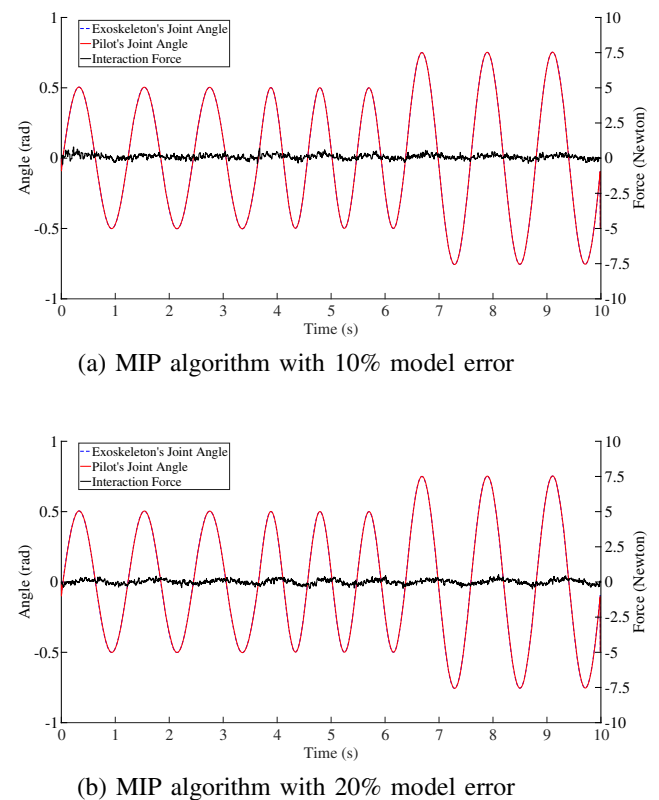 Exoskeleton's Joint Angle
Pilot's Joint Angle
Interaction Force
1
0.5
0
-0.5
-1
Angle (rad)
10
7.5
5
2.5
0
-2.5
-5
-7.5
-10
Force (Newton)
0 1 2 3 4 5 6 7 8 9 10
Time (s)
(a) MIP algorithm with 10% model error
Exoskeleton's Joint Angle
Pilot's Joint Angle
Interaction Force
1
0.5
0
-0.5
-1
Angle (rad)
10
7.5
5
2.5
0
-2.5
-5
-7.5
-10
Force (Newton)
0 1 2 3 4 5 6 7 8 9 10
Time (s)
(b) MIP algorithm with 20% model error